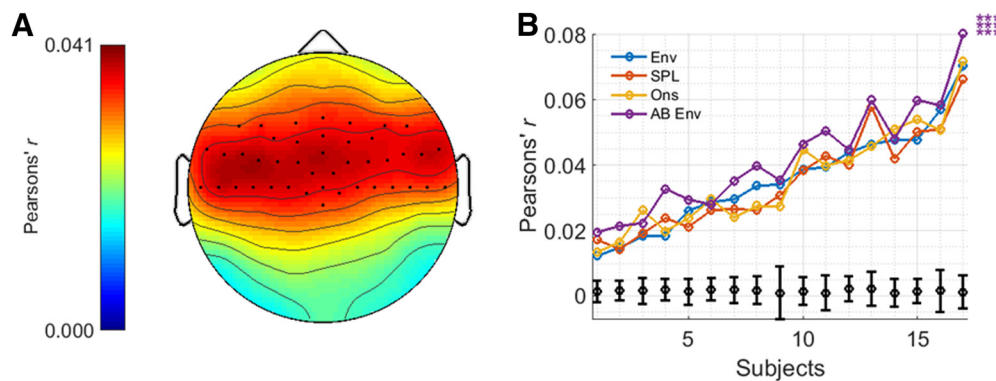 A
0.041
Pearsons' r
0.000
B
0.08
0.06
0.04
0.02
0
Pearsons' r
Env
SPL
Ons
AB Env
***
***
***
5
10
15
Subjects